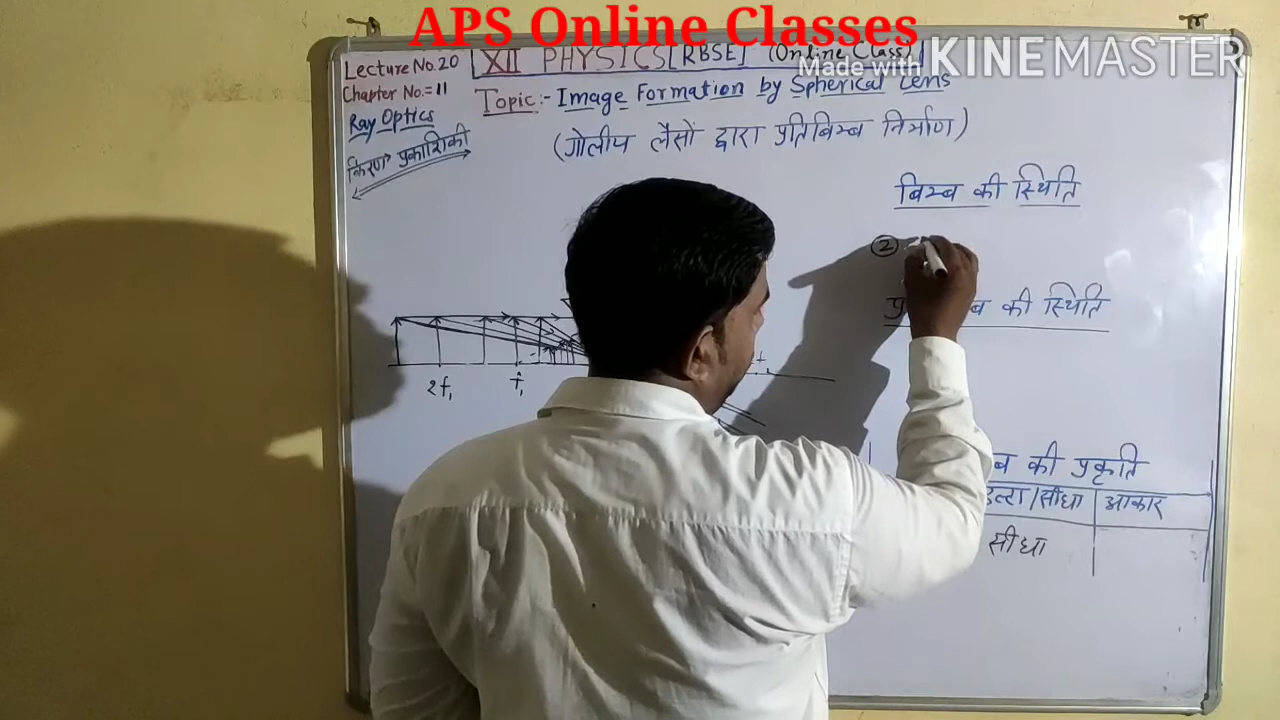 APS Online Classes
Made with KINEMASTER
Lecture No. 20
Chapter No.= 11
Ray Optics
किरण प्रकाशिकी
XII PHYSICS [RBSE] (Online Class)
Topic:- Image Formation by Spherical Lens
(गोलीय लैंसों द्वारा प्रतिबिम्ब निर्माण)
बिम्ब की स्थिति
②
की स्थिति
2f₁
f₁
की प्रकृति
/सीधा
आकार
सीधा